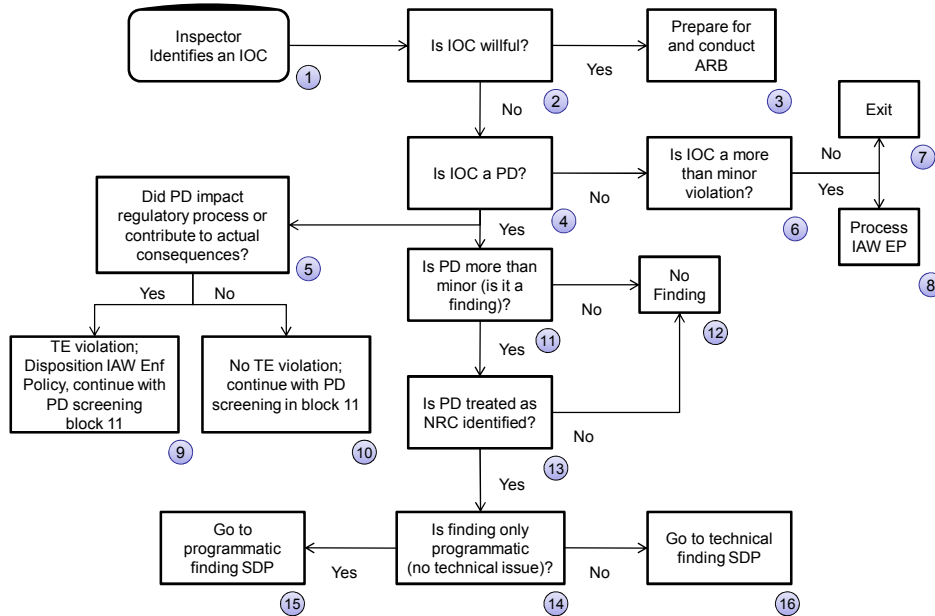 Inspector
Identifies an IOC
1
Is IOC willful?
2
Yes
Prepare for
and conduct
ARB
3
No
Is IOC a PD?
4
No
Is IOC a more
than minor
violation?
6
No
Exit
7
Yes
Process
IAW EP
8
Did PD impact
regulatory process or
contribute to actual
consequences?
5
Yes
No
TE violation;
Disposition IAW Enf
Policy, continue with
PD screening
block 11
9
No TE violation;
continue with PD
screening in block 11
10
Yes
Is PD more than
minor (is it a
finding)?
11
No
No
Finding
12
Yes
Is PD treated as
NRC identified?
13
No
Yes
Is finding only
programmatic
(no technical issue)?
14
Yes
Go to
programmatic
finding SDP
15
No
Go to technical
finding SDP
16